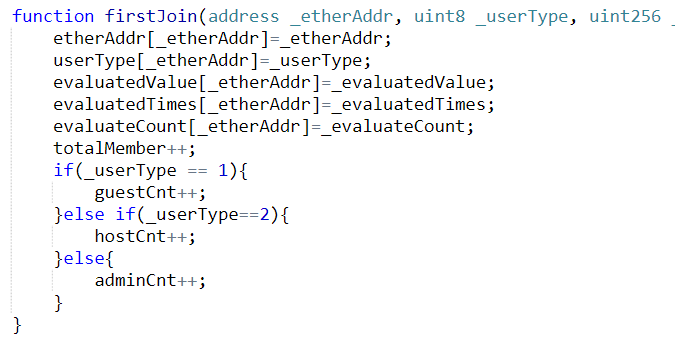 function firstJoin(address _etherAddr, uint8 _userType, uint256 _
etherAddr[_etherAddr]=_etherAddr;
userType[_etherAddr]=_userType;
evaluatedValue[_etherAddr]=_evaluatedValue;
evaluatedTimes[_etherAddr]=_evaluatedTimes;
evaluateCount[_etherAddr]=_evaluateCount;
totalMember++;
if(_userType == 1){
guestCnt++;
}else if(_userType==2){
hostCnt++;
}else{
adminCnt++;
}
}